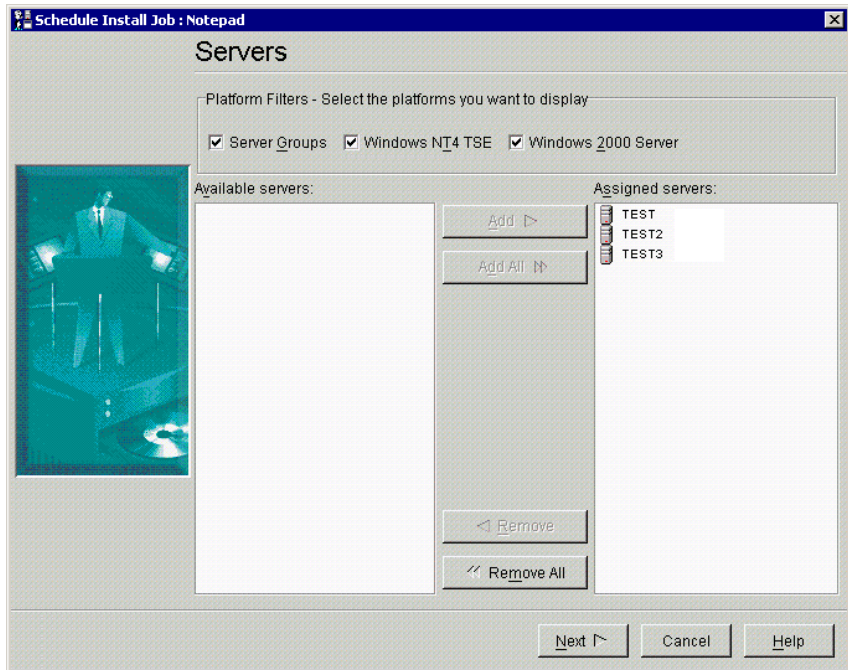 Schedule Install Job : Notepad
Servers
Platform Filters - Select the platforms you want to display
Server Groups Windows NT4 TSE Windows 2000 Server
Available servers:
Assigned servers:
TEST
TEST2
TEST3
Add
Add All
Remove
Remove All
Next Cancel Help